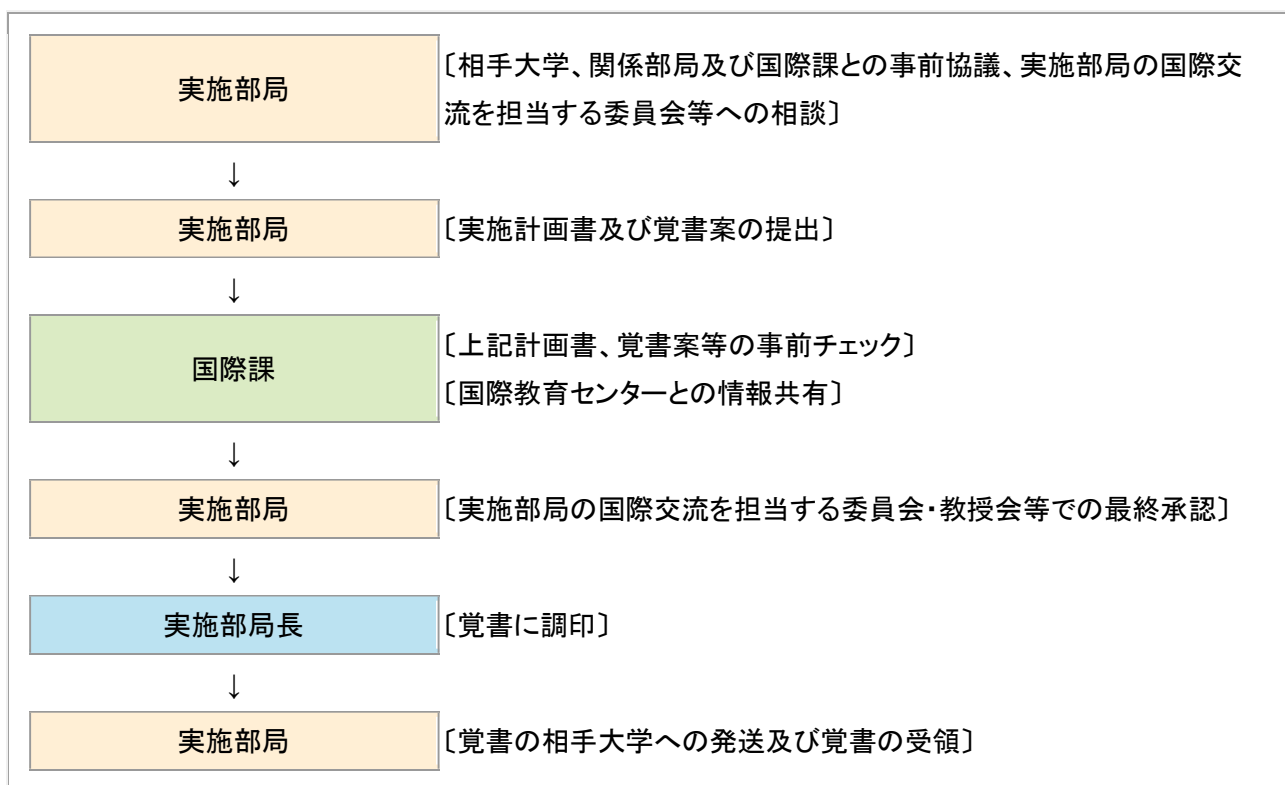 実施部局
〔相手大学、関係部局及び国際課との事前協議、実施部局の国際交
流を担当する委員会等への相談〕
↓
実施部局
〔実施計画書及び覚書案の提出〕
↓
国際課
〔上記計画書、覚書案等の事前チェック〕
〔国際教育センターとの情報共有〕
↓
実施部局
〔実施部局の国際交流を担当する委員会・教授会等での最終承認〕
↓
実施部局長
〔覚書に調印〕
↓
実施部局
〔覚書の相手大学への発送及び覚書の受領〕